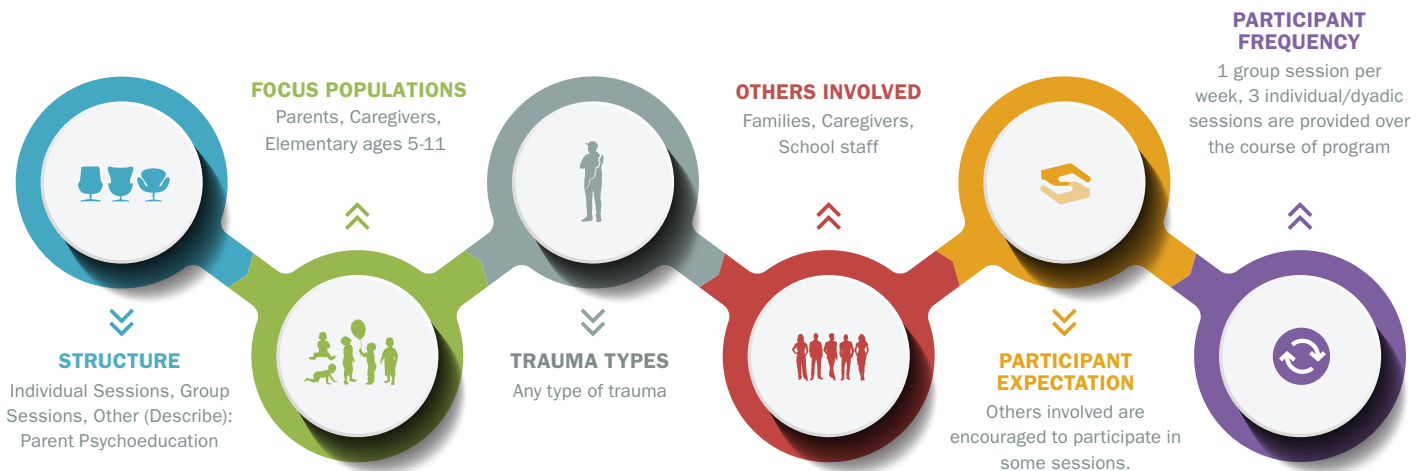 STRUCTURE
Individual Sessions, Group
Sessions, Other (Describe):
Parent Psychoeducation
FOCUS POPULATIONS
Parents, Caregivers,
Elementary ages 5-11
TRAUMA TYPES
Any type of trauma
OTHERS INVOLVED
Families, Caregivers,
School staff
PARTICIPANT
EXPECTATION
Others involved are
encouraged to participate in
some sessions.
PARTICIPANT
FREQUENCY
1 group session per
week, 3 individual/dyadic
sessions are provided over
the course of program